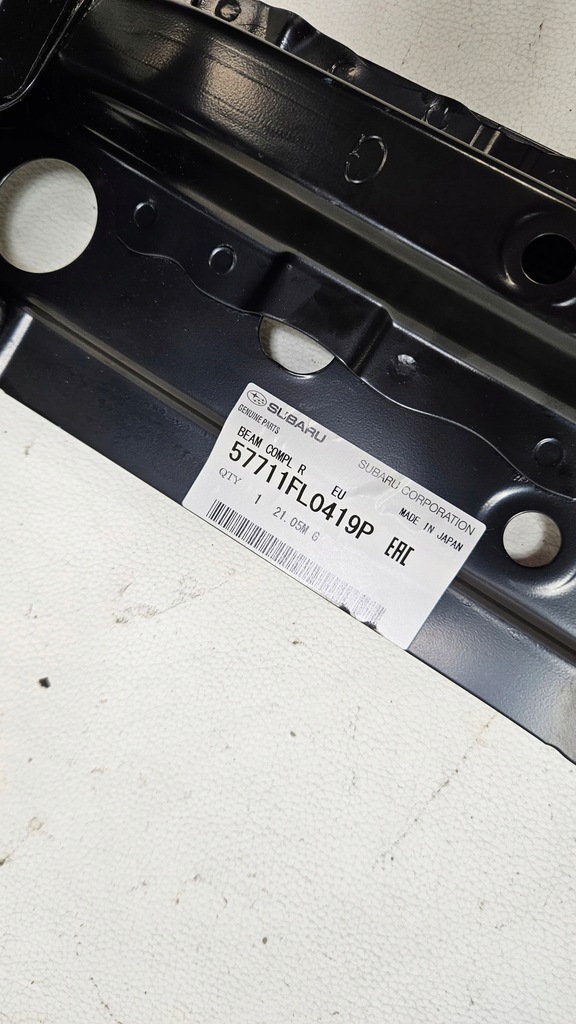 SUBARU
GENUINE PARTS
SUBARU CORPORATION
BEAM COMPL R EU
MADE IN JAPAN
57711FL0419P
QTY 1 21.05M G
EAC
G